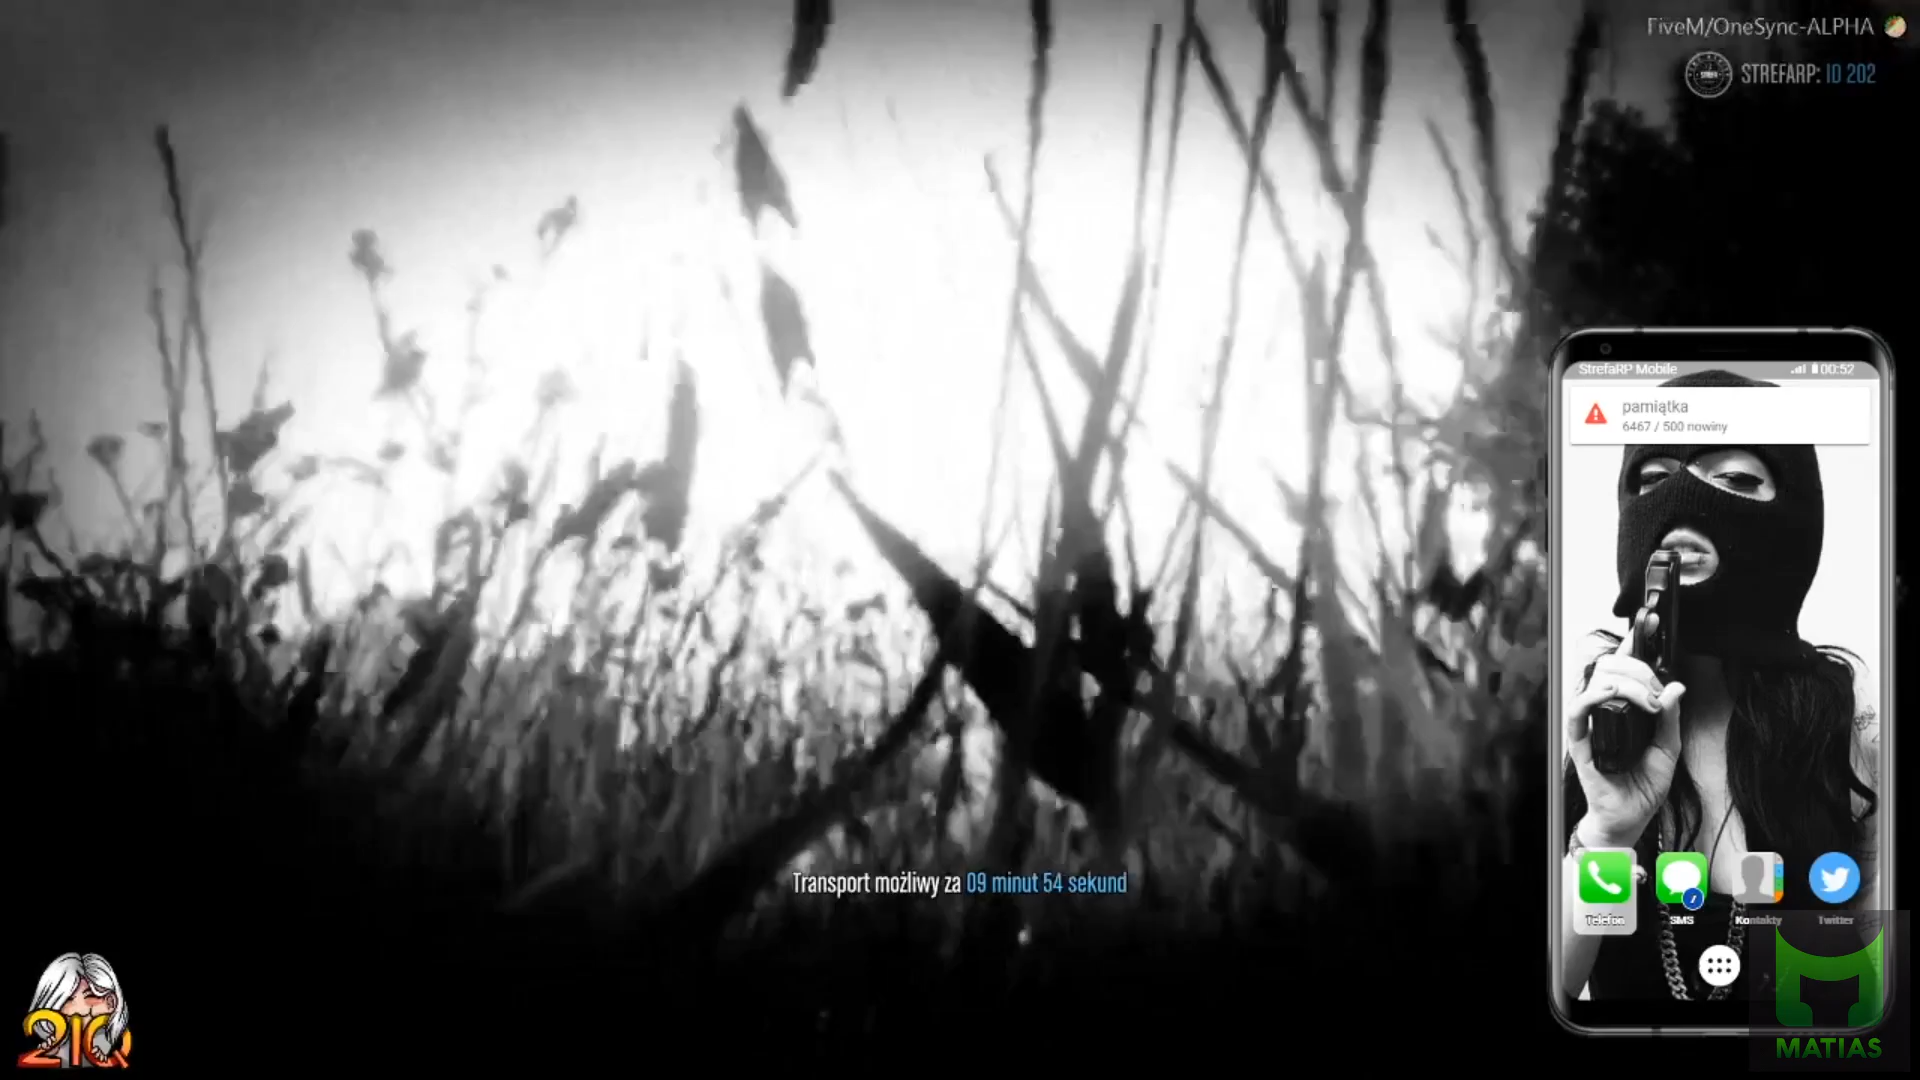 FiveM/OneSync-ALPHA
STREFARP: ID 202
StrefaRP Mobile
00:52
pamiątka
6467 / 500 nowiny
Transport możliwy za 09 minut 54 sekund
Telefon
SMS
Kontakty
Twitter
21Q
MATIAS